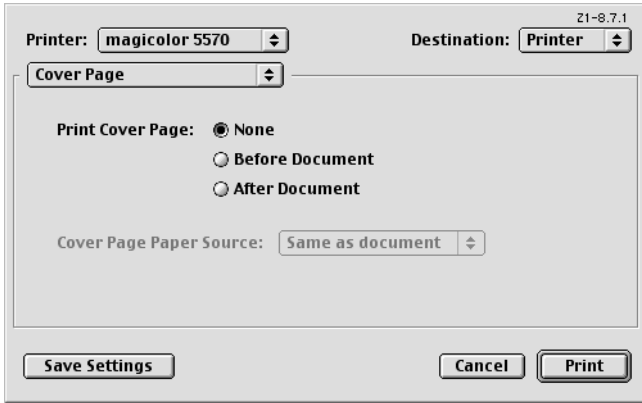 Z1-8.7.1
Printer: magicolor 5570 Destination: Printer
Cover Page
Print Cover Page: None
Before Document
After Document
Cover Page Paper Source: Same as document
Save Settings Cancel Print